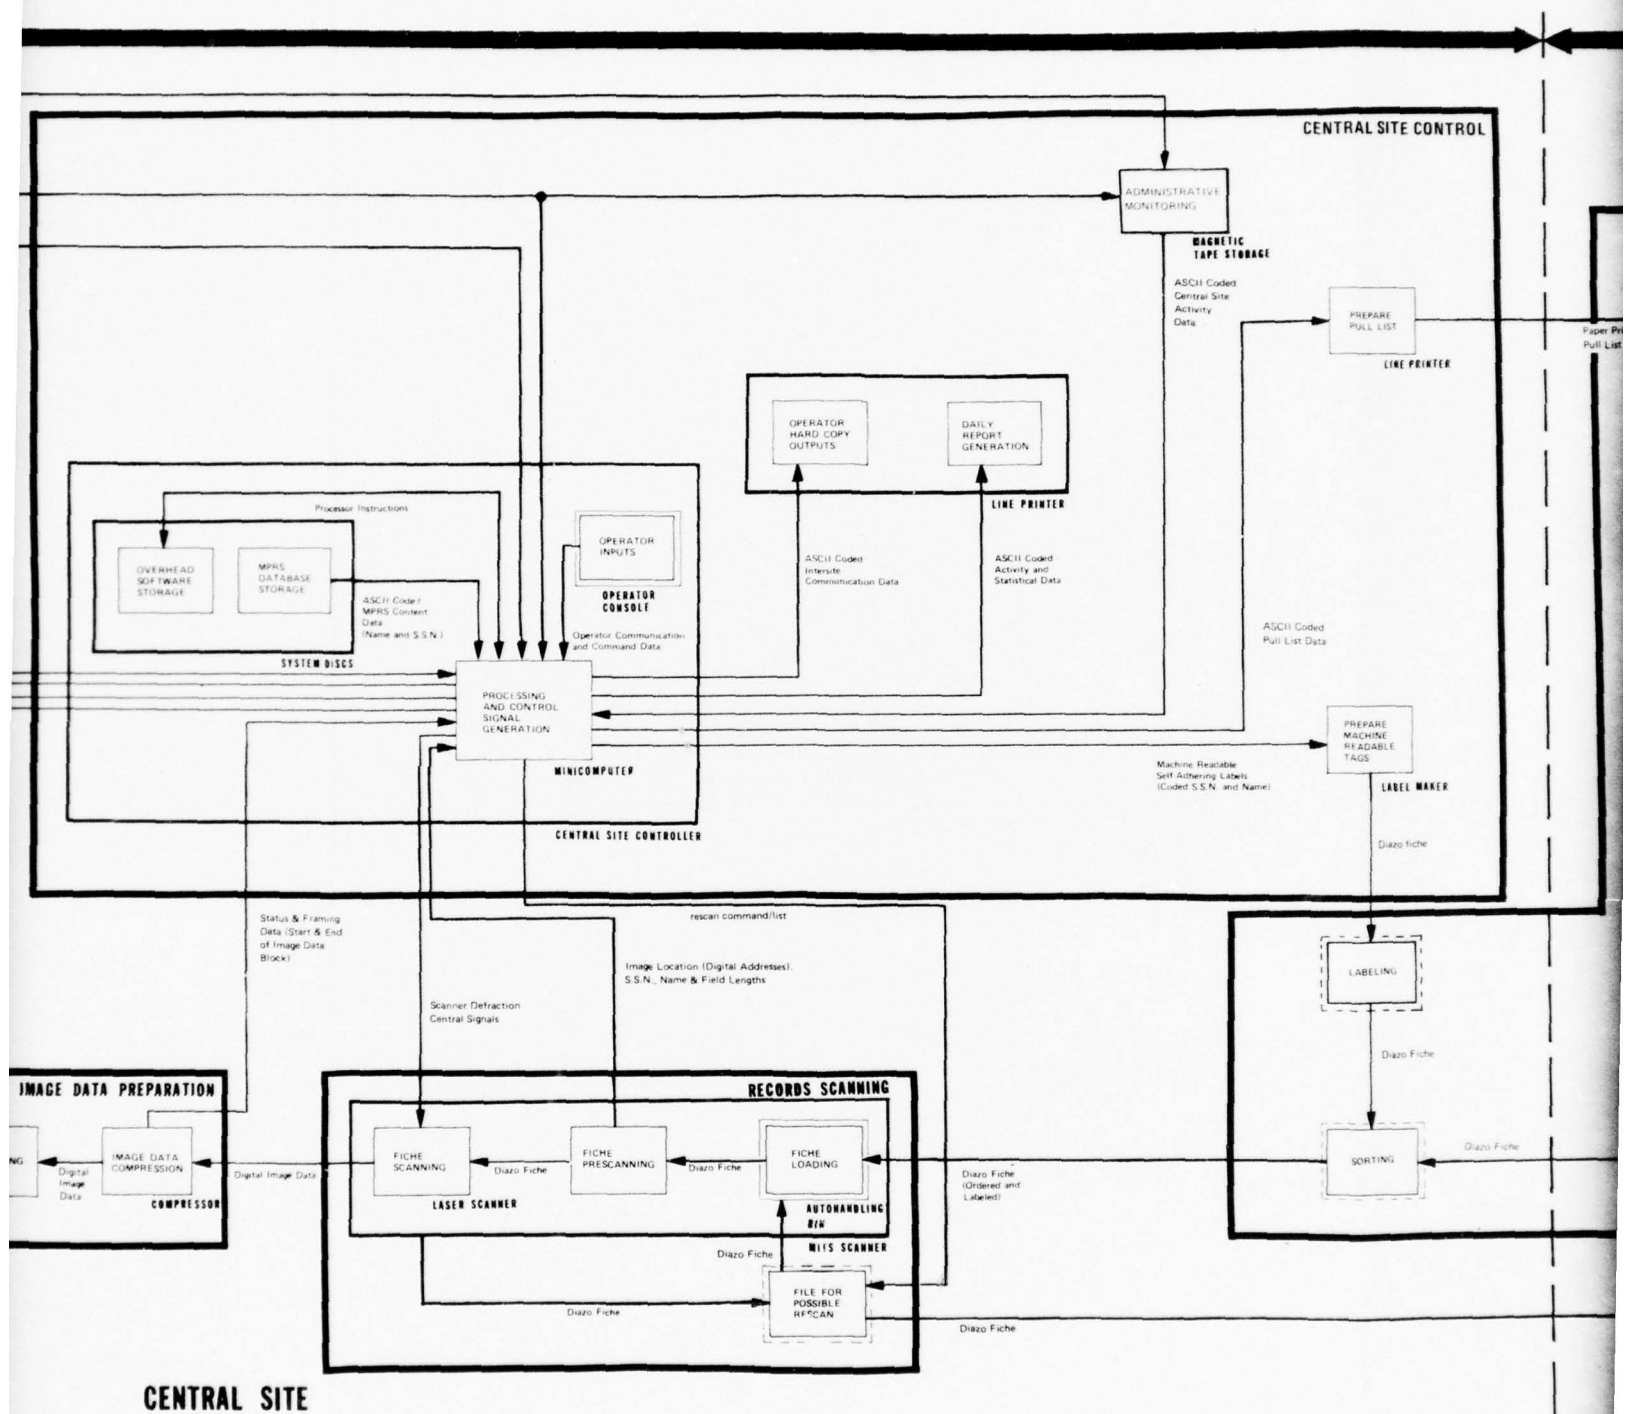 CENTRAL SITE CONTROL
ADMINISTRATIVE
MONITORING
MAGNETIC
TAPE STORAGE
ASCII Coded
Central Site
Activity
Data
PREPARE
PULL LIST
LINE PRINTER
Paper Pri
Pull List
OPERATOR
HARD COPY
OUTPUTS
DAILY
REPORT
GENERATION
LINE PRINTER
Processor Instructions
OVERHEAD
SOFTWARE
STORAGE
MPRS
DATABASE
STORAGE
SYSTEM DISCS
ASCII Code/
MPRS Content
Data
(Name and S.S.N.)
OPERATOR
INPUTS
OPERATOR
CONSOLE
Operator Communication
and Command Data
ASCII Coded
Intersite
Communication Data
ASCII Coded
Activity and
Statistical Data
ASCII Coded
Pull List Data
PROCESSING
AND CONTROL
SIGNAL
GENERATION
MINICOMPUTER
CENTRAL SITE CONTROLLER
Machine Readable
Self Adhering Labels
(Coded S.S.N. and Name)
PREPARE
MACHINE
READABLE
TAGS
LABEL MAKER
Diazo fiche
Status & Framing
Data (Start & End
of Image Data
Block)
rescan command/list
Image Location (Digital Addresses).
S.S.N., Name & Field Lengths
Scanner Defraction
Central Signals
LABELING
Diazo Fiche
IMAGE DATA PREPARATION
NG
Digital
Image
Data
IMAGE DATA
COMPRESSION
COMPRESSOR
Digital Image Data
RECORDS SCANNING
FICHE
SCANNING
Diazo Fiche
FICHE
PRESCANNING
Diazo Fiche
FICHE
LOADING
LASER SCANNER
AUTOHANDLING
BIN
MIFS SCANNER
Diazo Fiche
(Ordered and
Labeled)
SORTING
Diazo Fiche
Diazo Fiche
FILE FOR
POSSIBLE
RESCAN
Diazo Fiche
Diazo Fiche
CENTRAL SITE